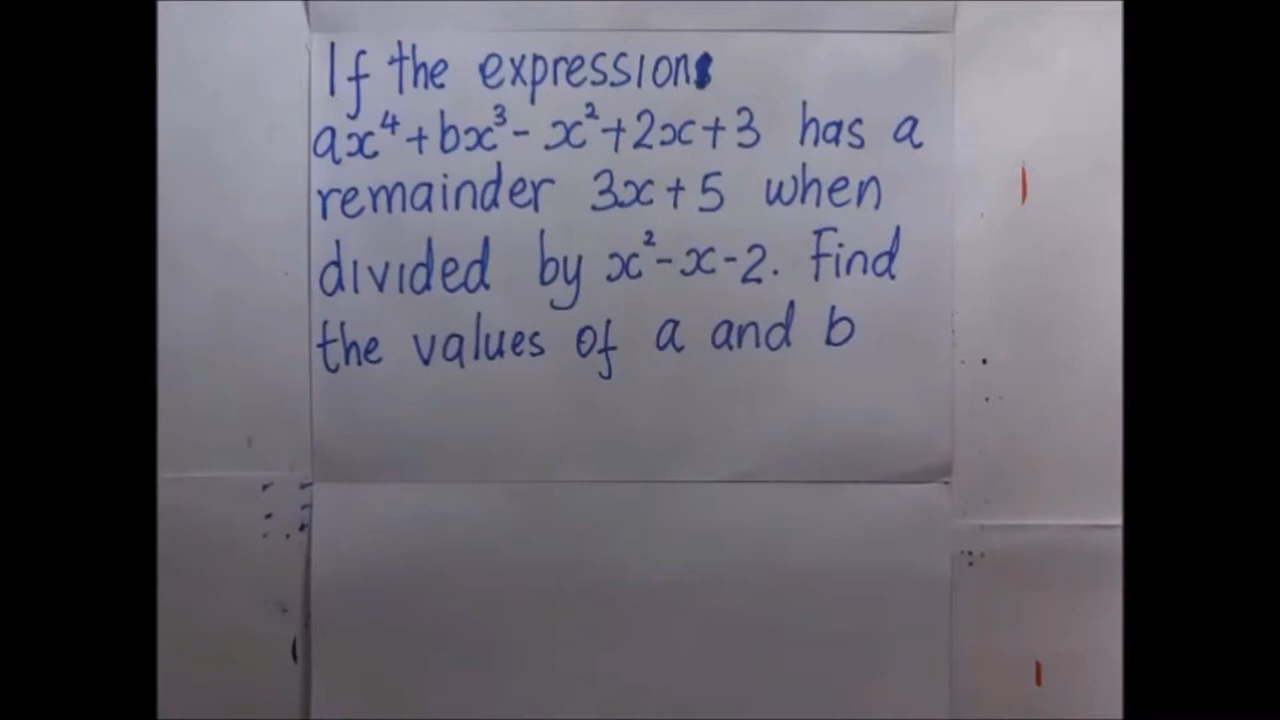 If the expression
ax⁴+bx³- x²+2x+3 has a
remainder 3x+5 when
divided by x²-x-2. Find
the values of a and b